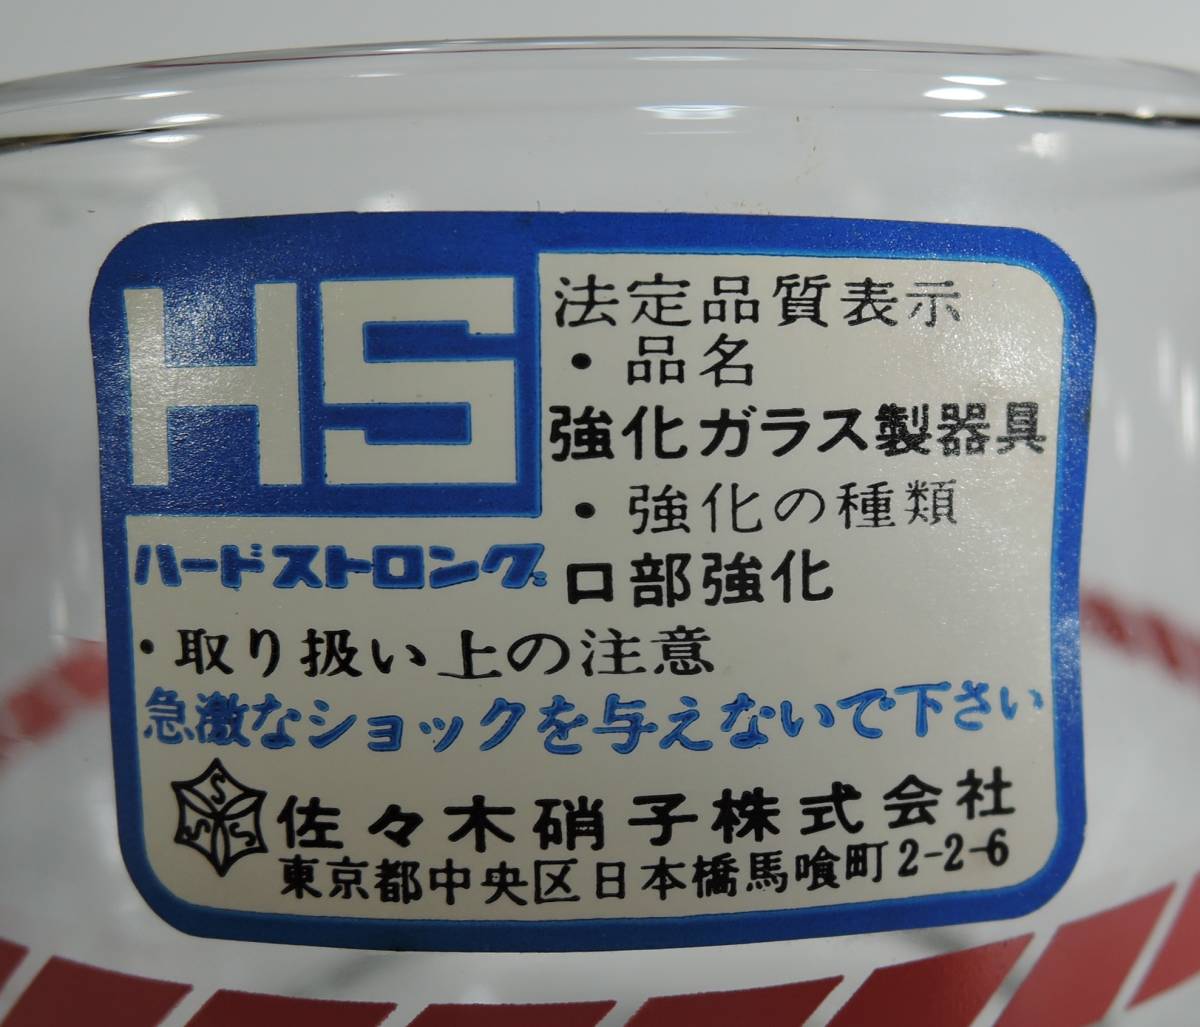 HS
ハードストロング
法定品質表示
・品名
強化ガラス製器具
・強化の種類
口部強化
・取り扱い上の注意
急激なショックを与えないで下さい
SSS
佐々木硝子株式会社
東京都中央区日本橋馬喰町2-2-6